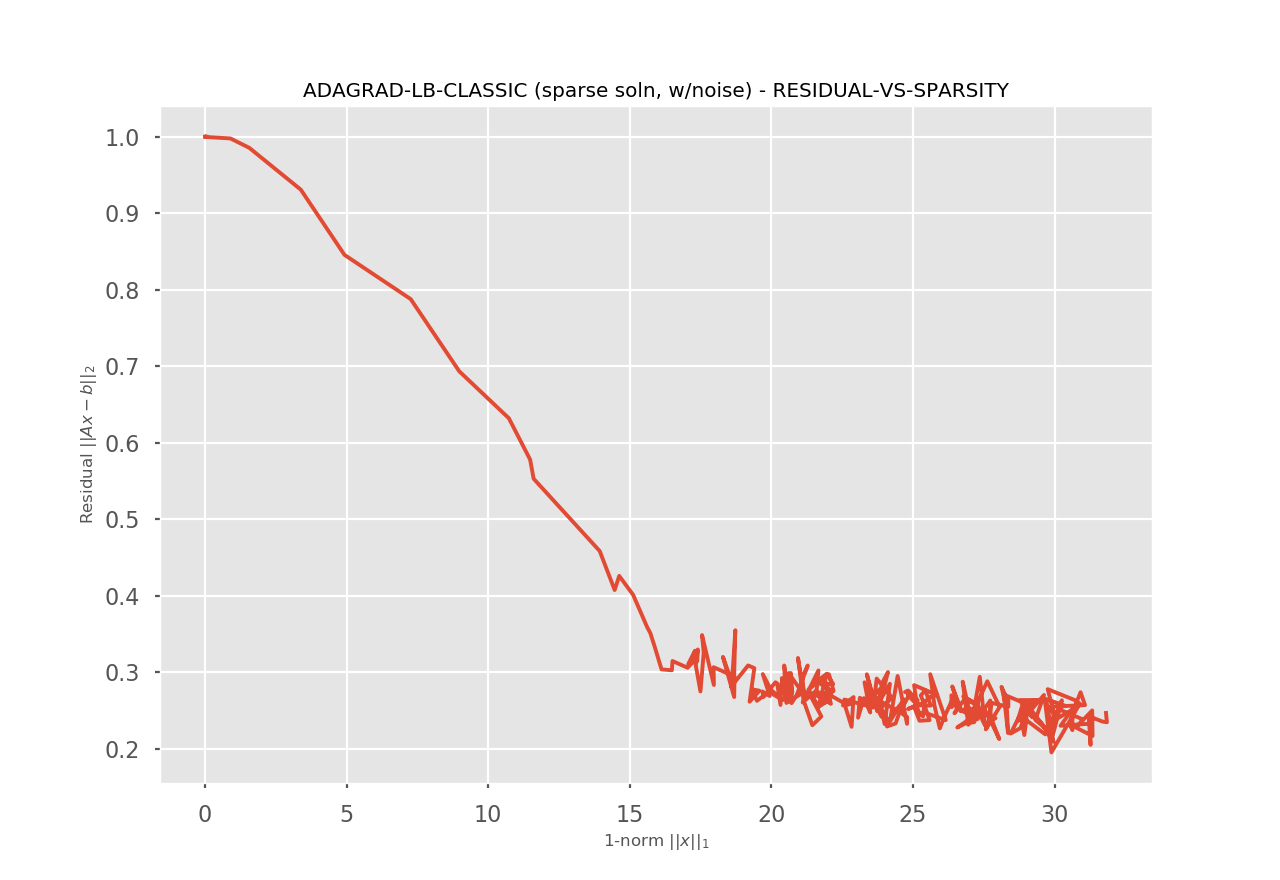 ADAGRAD-LB-CLASSIC (sparse soln, w/noise) - RESIDUAL-VS-SPARSITY
1.0
0.9
0.8
0.7
0.6
0.5
0.4
0.3
0.2
Residual ||Ax − b||₂
0 5 10 15 20 25 30
1-norm ||x||₁